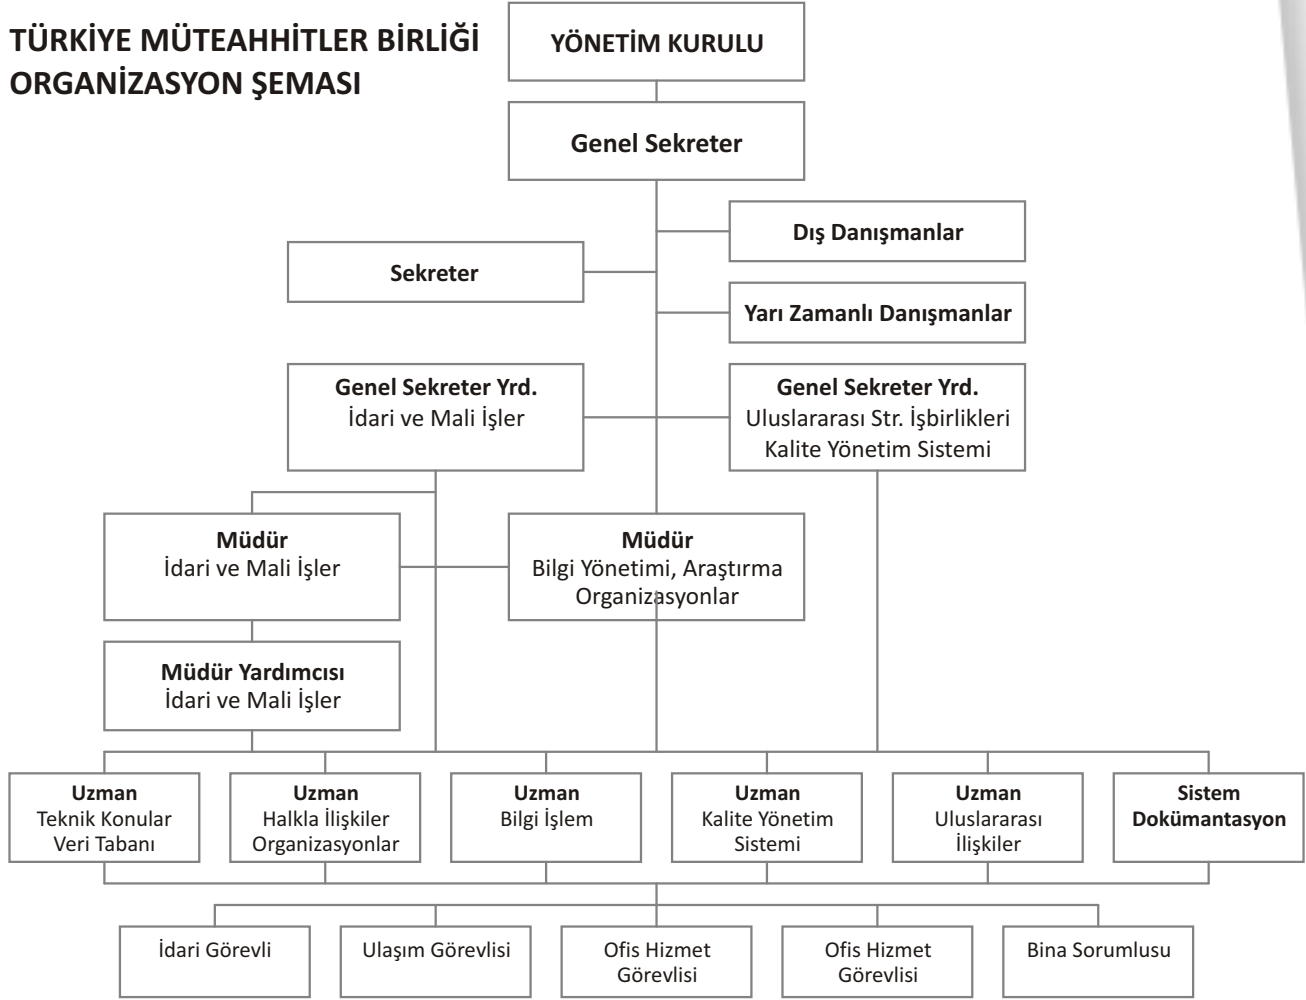 TÜRKİYE MÜTEAHHİTLER BİRLİĞİ
ORGANİZASYON ŞEMASI
YÖNETİM KURULU
Genel Sekreter
Dış Danışmanlar
Sekreter
Yarı Zamanlı Danışmanlar
Genel Sekreter Yrd.
İdari ve Mali İşler
Genel Sekreter Yrd.
Uluslararası Str. İşbirlikleri
Kalite Yönetim Sistemi
Müdür
İdari ve Mali İşler
Müdür
Bilgi Yönetimi, Araştırma
Organizasyonlar
Müdür Yardımcısı
İdari ve Mali İşler
Uzman
Teknik Konular
Veri Tabanı
Uzman
Halkla İlişkiler
Organizasyonlar
Uzman
Bilgi İşlem
Uzman
Kalite Yönetim
Sistemi
Uzman
Uluslararası
İlişkiler
Sistem
Dokümantasyon
İdari Görevli
Ulaşım Görevlisi
Ofis Hizmet
Görevlisi
Ofis Hizmet
Görevlisi
Bina Sorumlusu